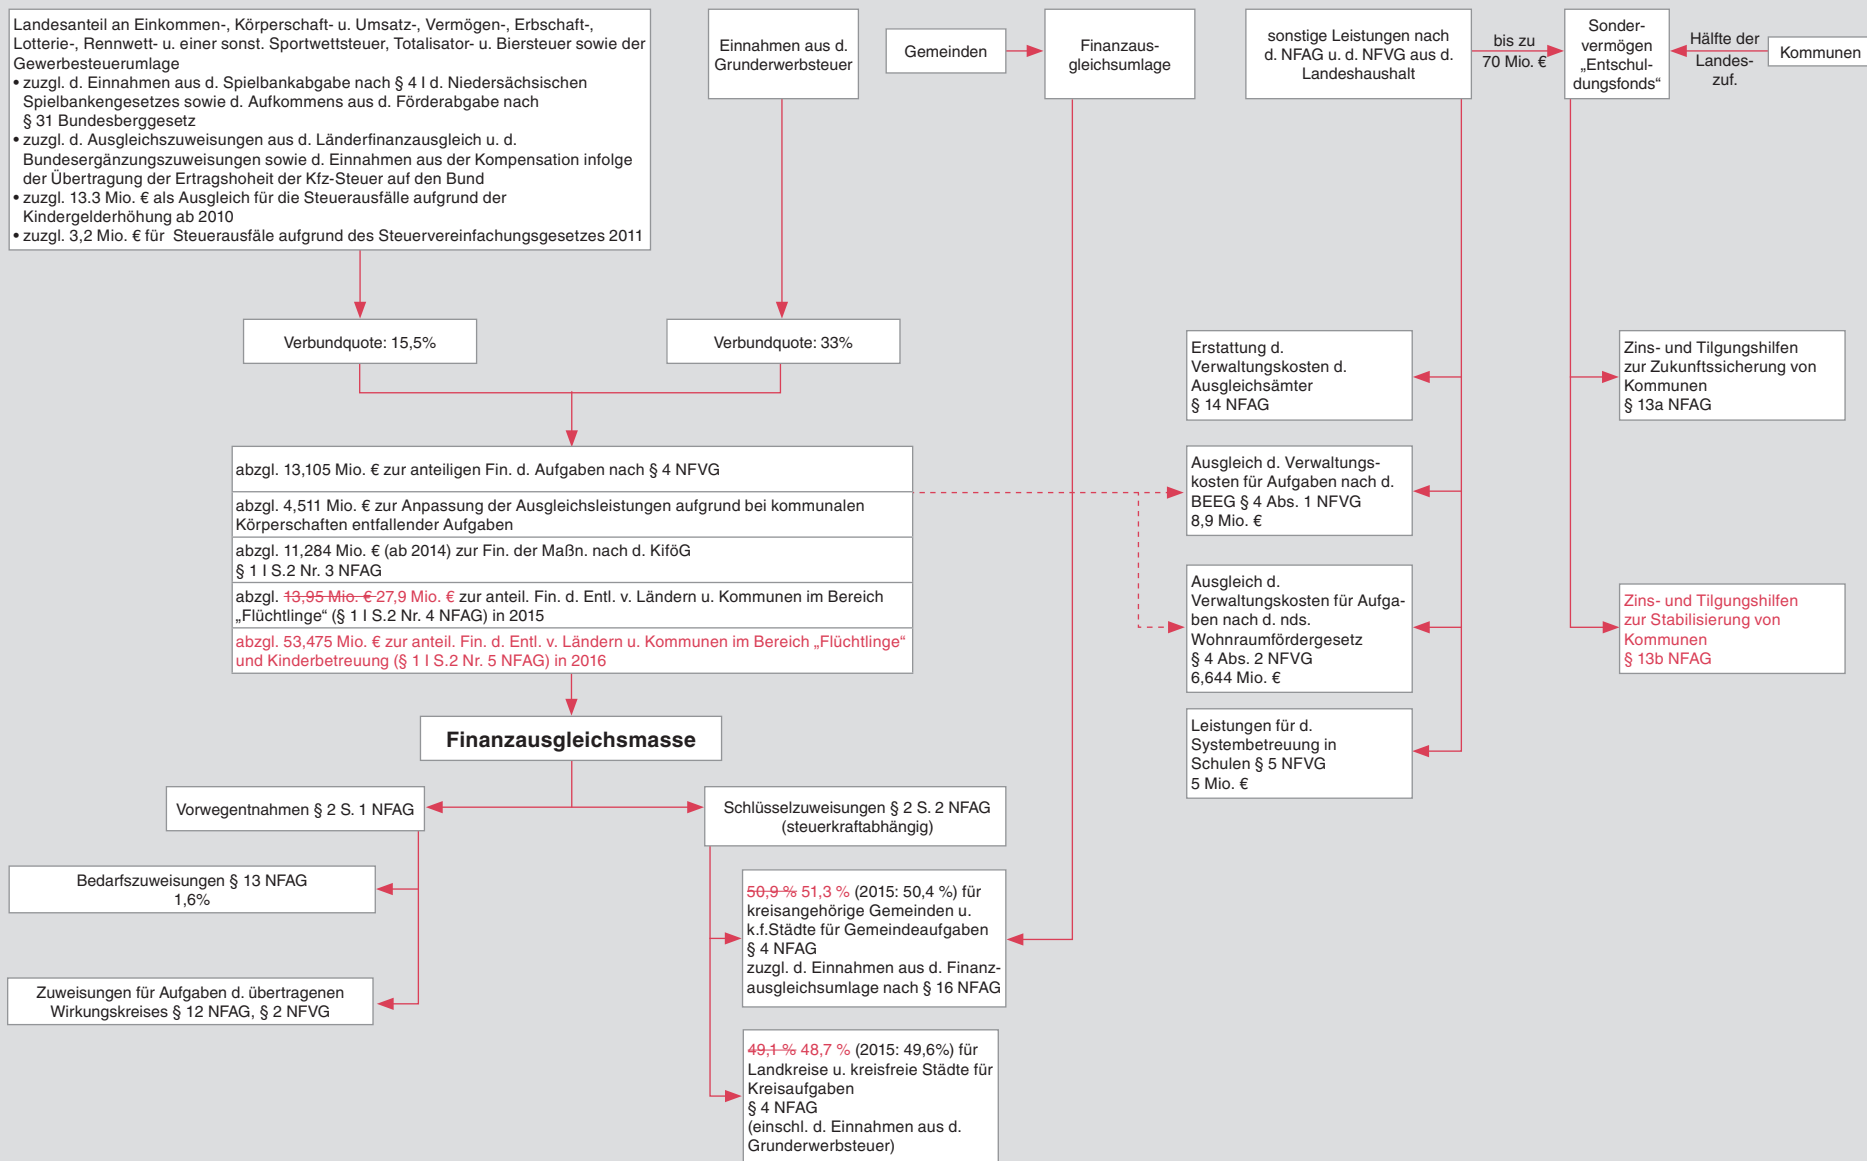 Landesanteil an Einkommen-, Körperschaft- u. Umsatz-, Vermögen-, Erbschaft-,
Lotterie-, Rennwett- u. einer sonst. Sportwettsteuer, Totalisator- u. Biersteuer sowie der
Gewerbesteuerumlage
• zuzgl. d. Einnahmen aus d. Spielbankabgabe nach § 4 I d. Niedersächsischen
Spielbankengesetzes sowie d. Aufkommens aus d. Förderabgabe nach
§ 31 Bundesberggesetz
• zuzgl. d. Ausgleichszuweisungen aus d. Länderfinanzausgleich u. d.
Bundesergänzungszuweisungen sowie d. Einnahmen aus der Kompensation infolge
der Übertragung der Ertragshoheit der Kfz-Steuer auf den Bund
• zuzgl. 13.3 Mio. € als Ausgleich für die Steuerausfälle aufgrund der
Kindergelderhöhung ab 2010
• zuzgl. 3,2 Mio. € für Steuerausfäle aufgrund des Steuervereinfachungsgesetzes 2011
Einnahmen aus d.
Grunderwerbsteuer
Gemeinden
Finanzaus-
gleichsumlage
sonstige Leistungen nach
d. NFAG u. d. NFVG aus d.
Landeshaushalt
bis zu
70 Mio. €
Sonder-
vermögen
„Entschul-
dungsfonds“
Hälfte der
Landes-
zuf.
Kommunen
Verbundquote: 15,5%
Verbundquote: 33%
abzgl. 13,105 Mio. € zur anteiligen Fin. d. Aufgaben nach § 4 NFVG
abzgl. 4,511 Mio. € zur Anpassung der Ausgleichsleistungen aufgrund bei kommunalen
Körperschaften entfallender Aufgaben
abzgl. 11,284 Mio. € (ab 2014) zur Fin. der Maßn. nach d. KiföG
§ 1 I S.2 Nr. 3 NFAG
abzgl. 13,95 Mio. € 27,9 Mio. € zur anteil. Fin. d. Entl. v. Ländern u. Kommunen im Bereich
„Flüchtlinge“ (§ 1 I S.2 Nr. 4 NFAG) in 2015
abzgl. 53,475 Mio. € zur anteil. Fin. d. Entl. v. Ländern u. Kommunen im Bereich „Flüchtlinge“
und Kinderbetreuung (§ 1 I S.2 Nr. 5 NFAG) in 2016
Finanzausgleichsmasse
Vorwegentnahmen § 2 S. 1 NFAG
Schlüsselzuweisungen § 2 S. 2 NFAG
(steuerkraftabhängig)
Bedarfszuweisungen § 13 NFAG
1,6%
Zuweisungen für Aufgaben d. übertragenen
Wirkungskreises § 12 NFAG, § 2 NFVG
50,9 % 51,3 % (2015: 50,4 %) für
kreisangehörige Gemeinden u.
k.f.Städte für Gemeindeaufgaben
§ 4 NFAG
zuzgl. d. Einnahmen aus d. Finanz-
ausgleichsumlage nach § 16 NFAG
49,1 % 48,7 % (2015: 49,6%) für
Landkreise u. kreisfreie Städte für
Kreisaufgaben
§ 4 NFAG
(einschl. d. Einnahmen aus d.
Grunderwerbsteuer)
Erstattung d.
Verwaltungskosten d.
Ausgleichsämter
§ 14 NFAG
Ausgleich d. Verwaltungs-
kosten für Aufgaben nach d.
BEEG § 4 Abs. 1 NFVG
8,9 Mio. €
Ausgleich d.
Verwaltungskosten für Aufga-
ben nach d. nds.
Wohnraumfördergesetz
§ 4 Abs. 2 NFVG
6,644 Mio. €
Leistungen für d.
Systembetreuung in
Schulen § 5 NFVG
5 Mio. €
Zins- und Tilgungshilfen
zur Zukunftssicherung von
Kommunen
§ 13a NFAG
Zins- und Tilgungshilfen
zur Stabilisierung von
Kommunen
§ 13b NFAG